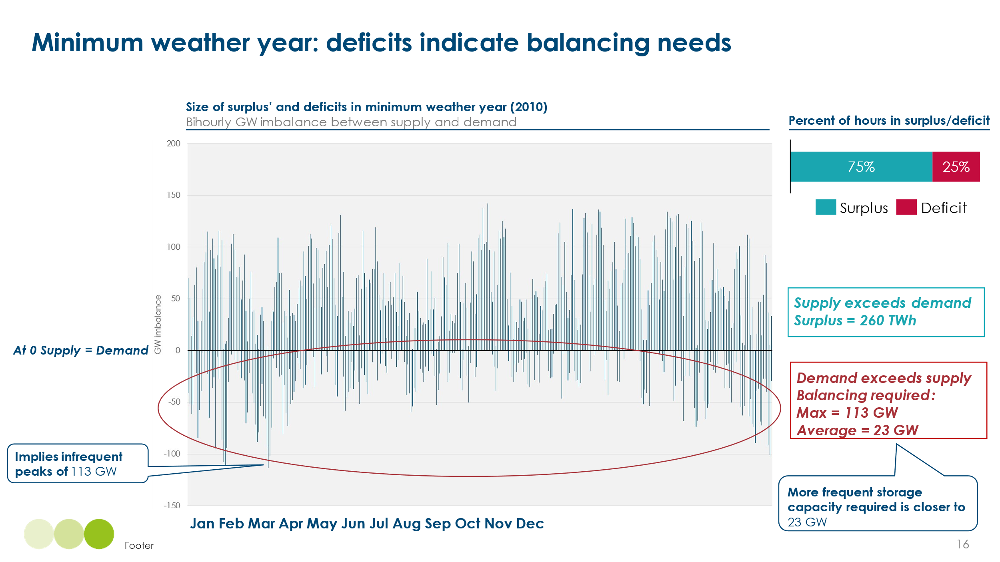 Minimum weather year: deficits indicate balancing needs
Size of surplus’ and deficits in minimum weather year (2010)
Bihourly GW imbalance between supply and demand
Percent of hours in surplus/deficit
200
150
100
50
0
-50
-100
-150
GW imbalance
At 0 Supply = Demand
75%
25%
Surplus
Deficit
Supply exceeds demand
Surplus = 260 TWh
Demand exceeds supply
Balancing required:
Max = 113 GW
Average = 23 GW
Implies infrequent
peaks of 113 GW
More frequent storage
capacity required is closer to
23 GW
Jan Feb Mar Apr May Jun Jul Aug Sep Oct Nov Dec
Footer
16